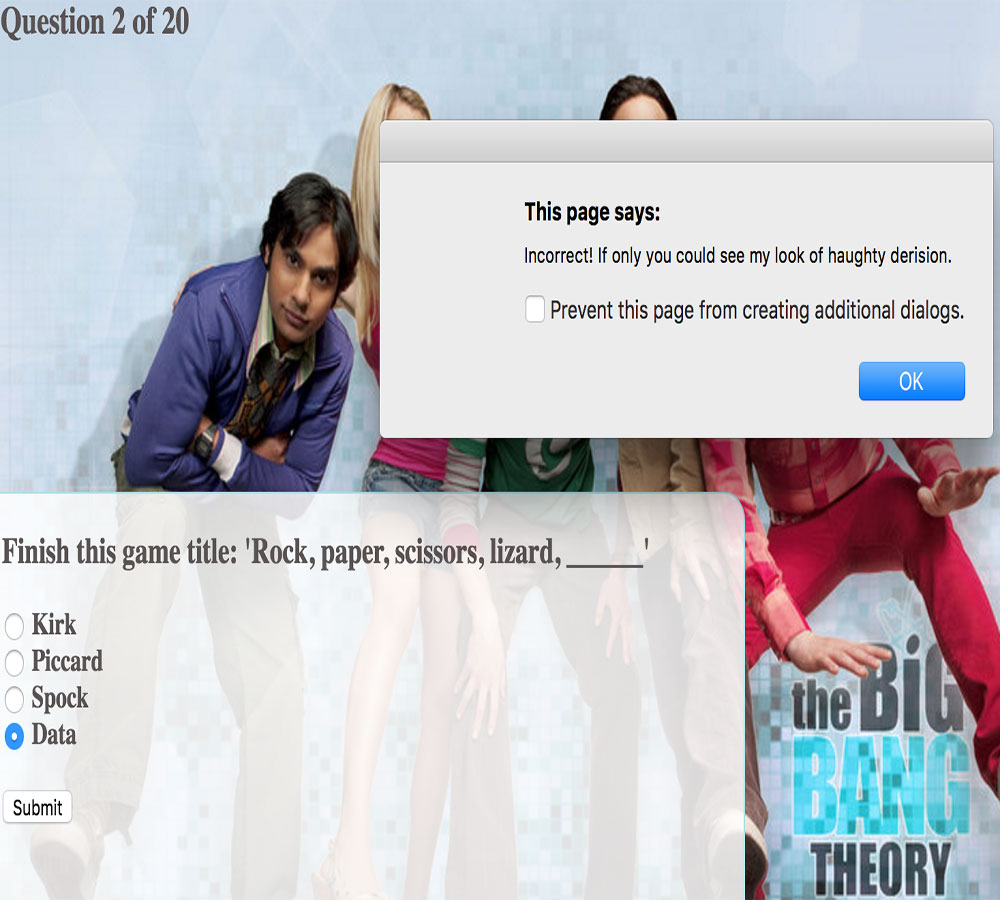 Question 2 of 20
This page says:
Incorrect! If only you could see my look of haughty derision.
Prevent this page from creating additional dialogs.
OK
Finish this game title: 'Rock, paper, scissors, lizard, ______'
Kirk
Piccard
Spock
Data
Submit
the BiG
BANG
THEORY